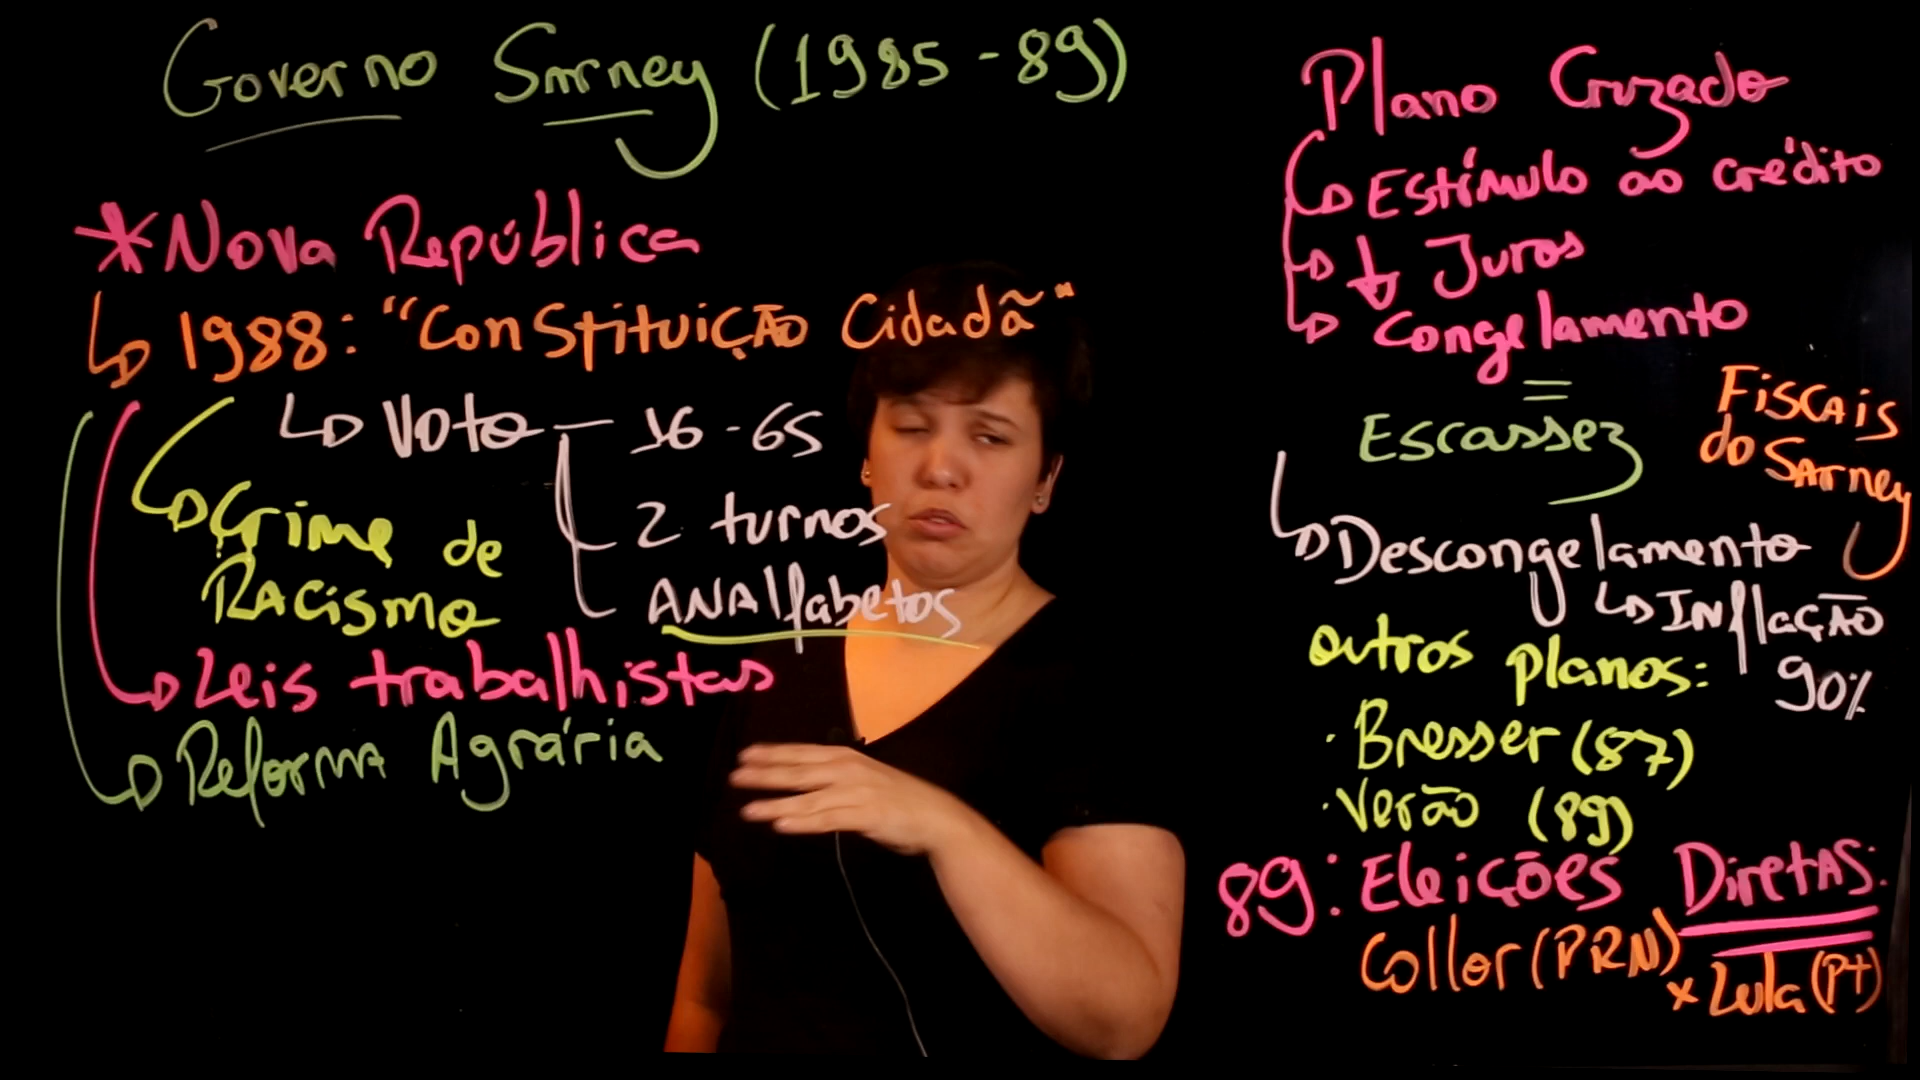 Governo Sarney (1985-89)
*Nova República
↳ 1988: "Constituição Cidadã"
↳ Voto - 16-65
2 turnos
Analfabetos
↳ Crime de
Racismo
↳ Leis trabalhistas
↳ Reforma Agrária
Plano Cruzado
↳ Estímulo ao crédito
↳ ↓ Juros
↳ Congelamento
=
Escassez
Fiscais
do Sarney
↳ Descongelamento
↳ Inflação
90%
Outros planos:
· Bresser (87)
· Verão (89)
89: Eleições Diretas:
Collor (PRN)
x Lula (PT)